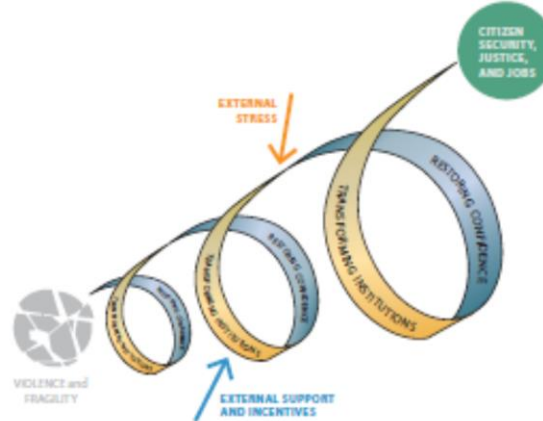 CITIZEN
SECURITY,
JUSTICE,
AND JOBS
EXTERNAL
STRESS
RESTORING CONFIDENCE
TRANSFORMING INSTITUTIONS
RESTORING CONFIDENCE
TRANSFORMING INSTITUTIONS
VIOLENCE and
FRAGILITY
EXTERNAL SUPPORT
AND INCENTIVES